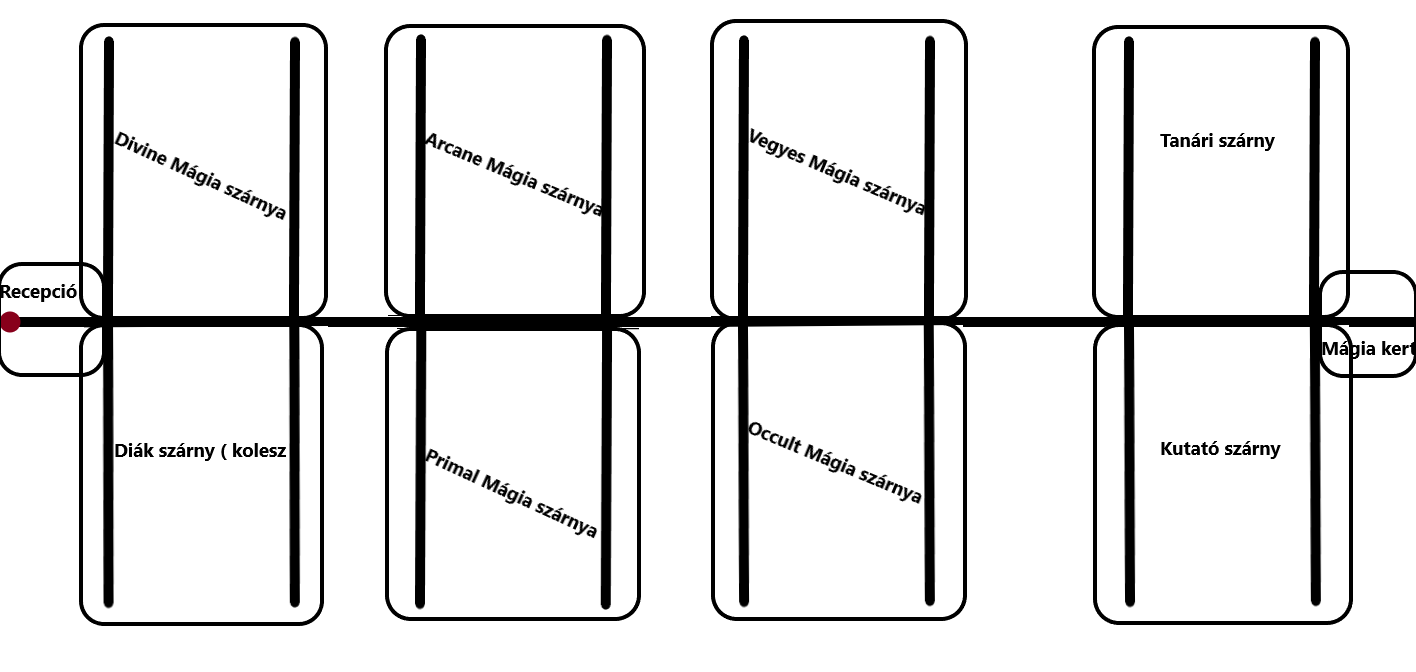 Divine Mágia szárnya
Arcane Mágia szárnya
Vegyes Mágia szárnya
Tanári szárny
Recepció
Mágia kert
Diák szárny ( kolesz
Primal Mágia szárnya
Occult Mágia szárnya
Kutató szárny